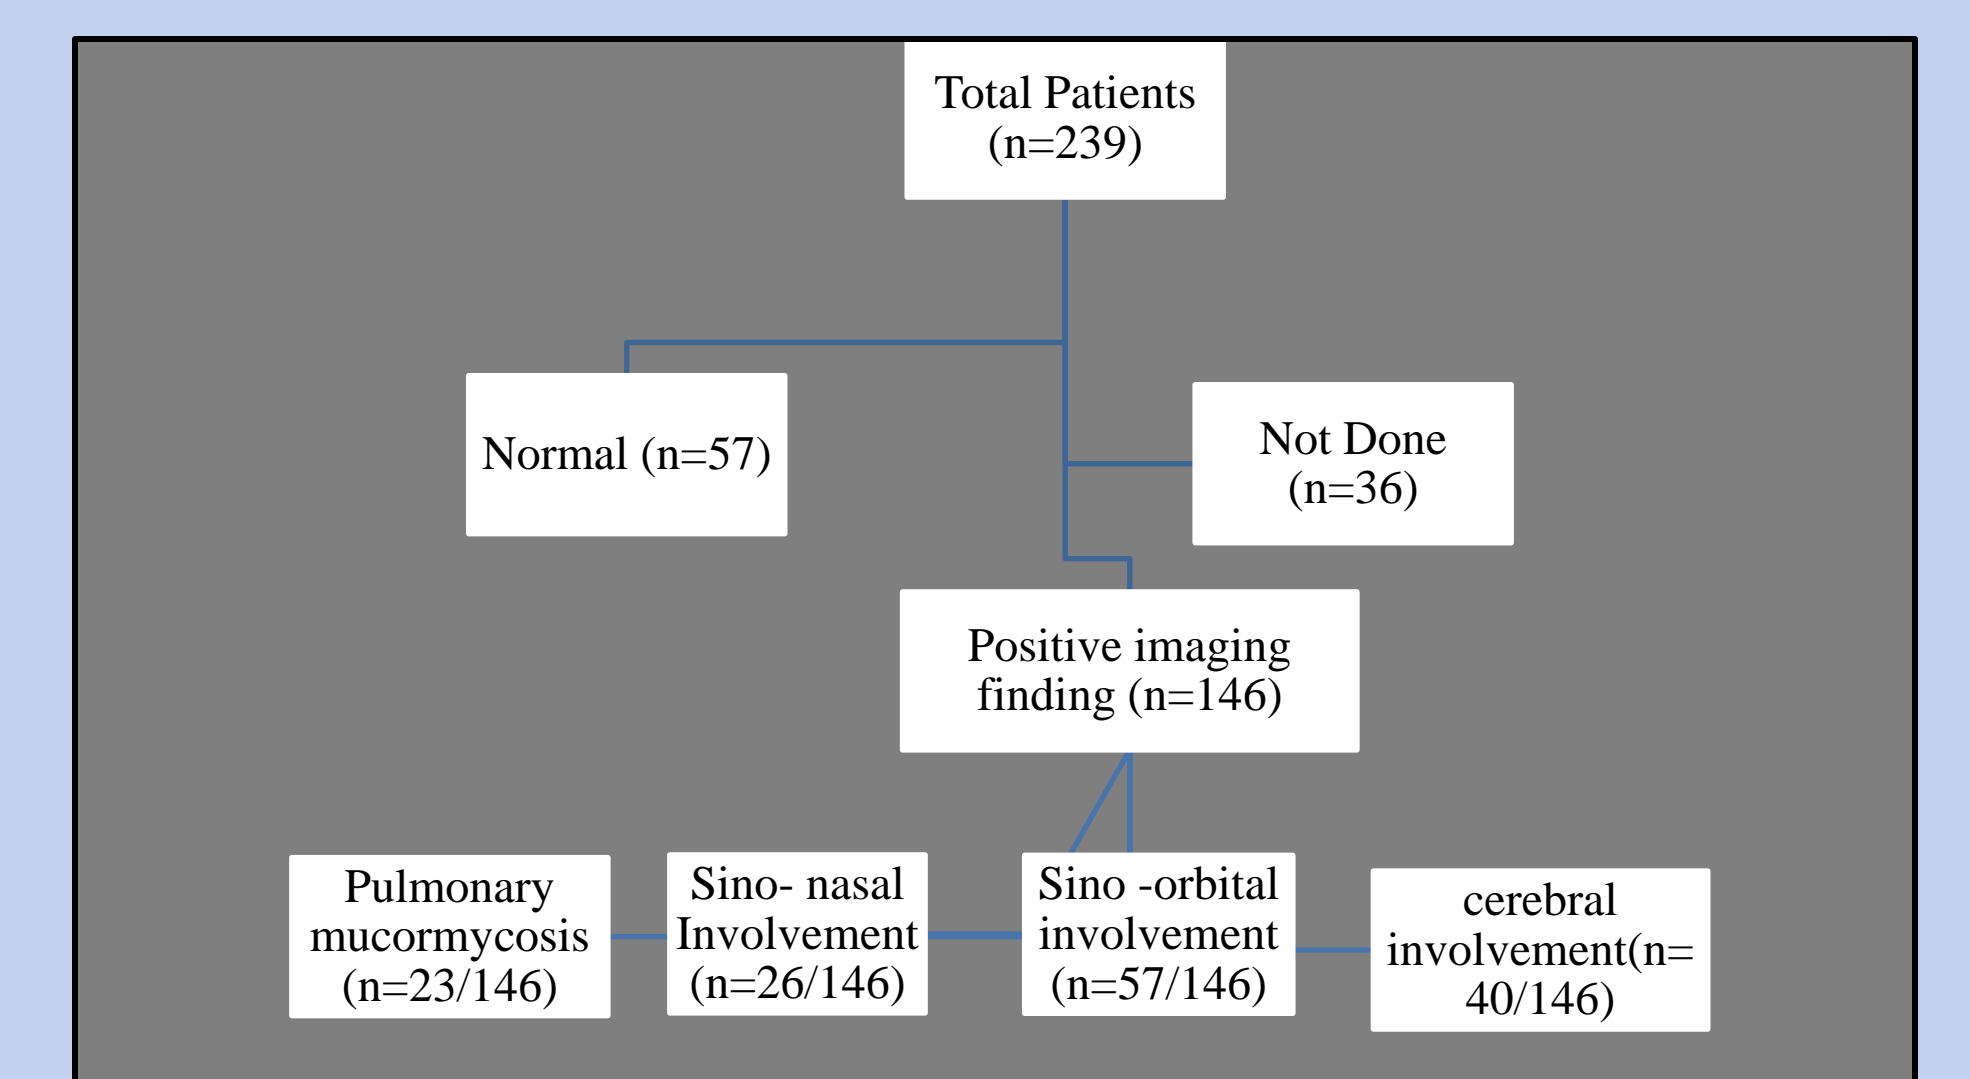 Total Patients
(n=239)
Normal (n=57)
Not Done
(n=36)
Positive imaging
finding (n=146)
Pulmonary
mucormycosis
(n=23/146)
Sino- nasal
Involvement
(n=26/146)
Sino -orbital
involvement
(n=57/146)
cerebral
involvement(n=
40/146)